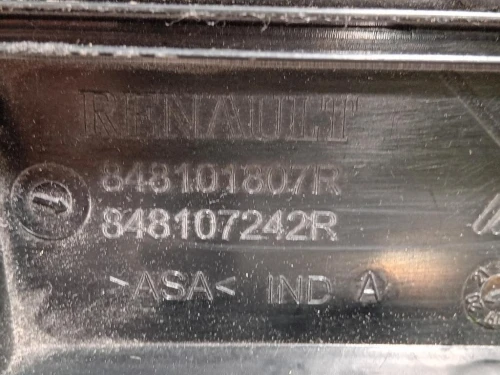 RENAULT
848101807R
848107242R
>ASA< IND A